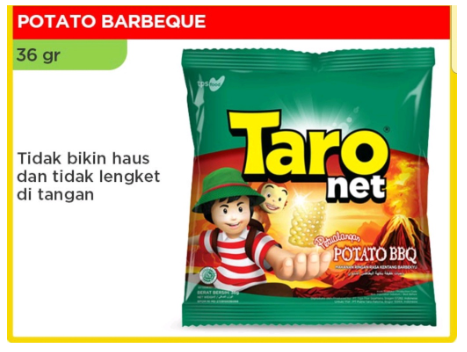 POTATO BARBEQUE
36 gr
Tidak bikin haus
dan tidak lengket
di tangan
Taro
net
Petualangan
POTATO BBQ